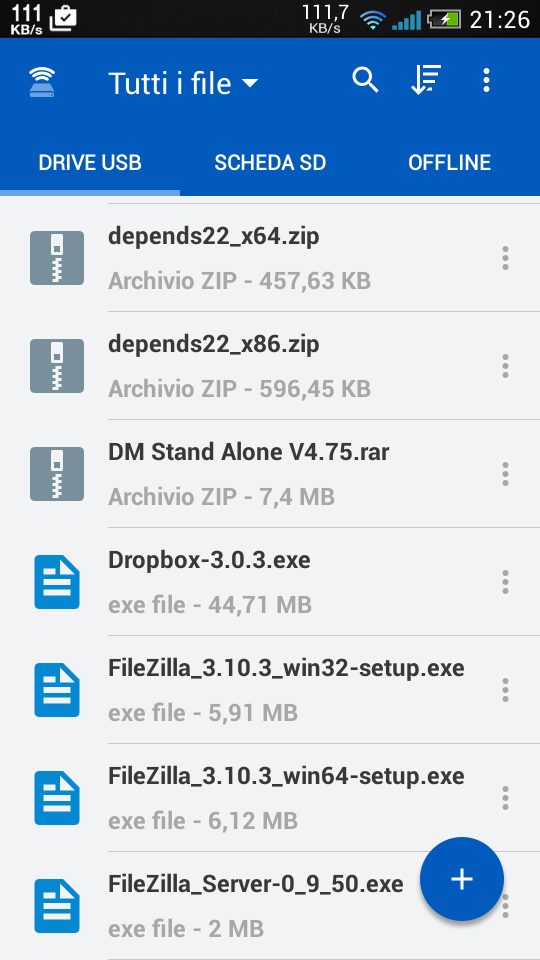 111
KB/s
111,7
KB/s
21:26
Tutti i file
DRIVE USB
SCHEDA SD
OFFLINE
depends22_x64.zip
Archivio ZIP - 457,63 KB
depends22_x86.zip
Archivio ZIP - 596,45 KB
DM Stand Alone V4.75.rar
Archivio ZIP - 7,4 MB
Dropbox-3.0.3.exe
exe file - 44,71 MB
FileZilla_3.10.3_win32-setup.exe
exe file - 5,91 MB
FileZilla_3.10.3_win64-setup.exe
exe file - 6,12 MB
FileZilla_Server-0_9_50.exe
exe file - 2 MB